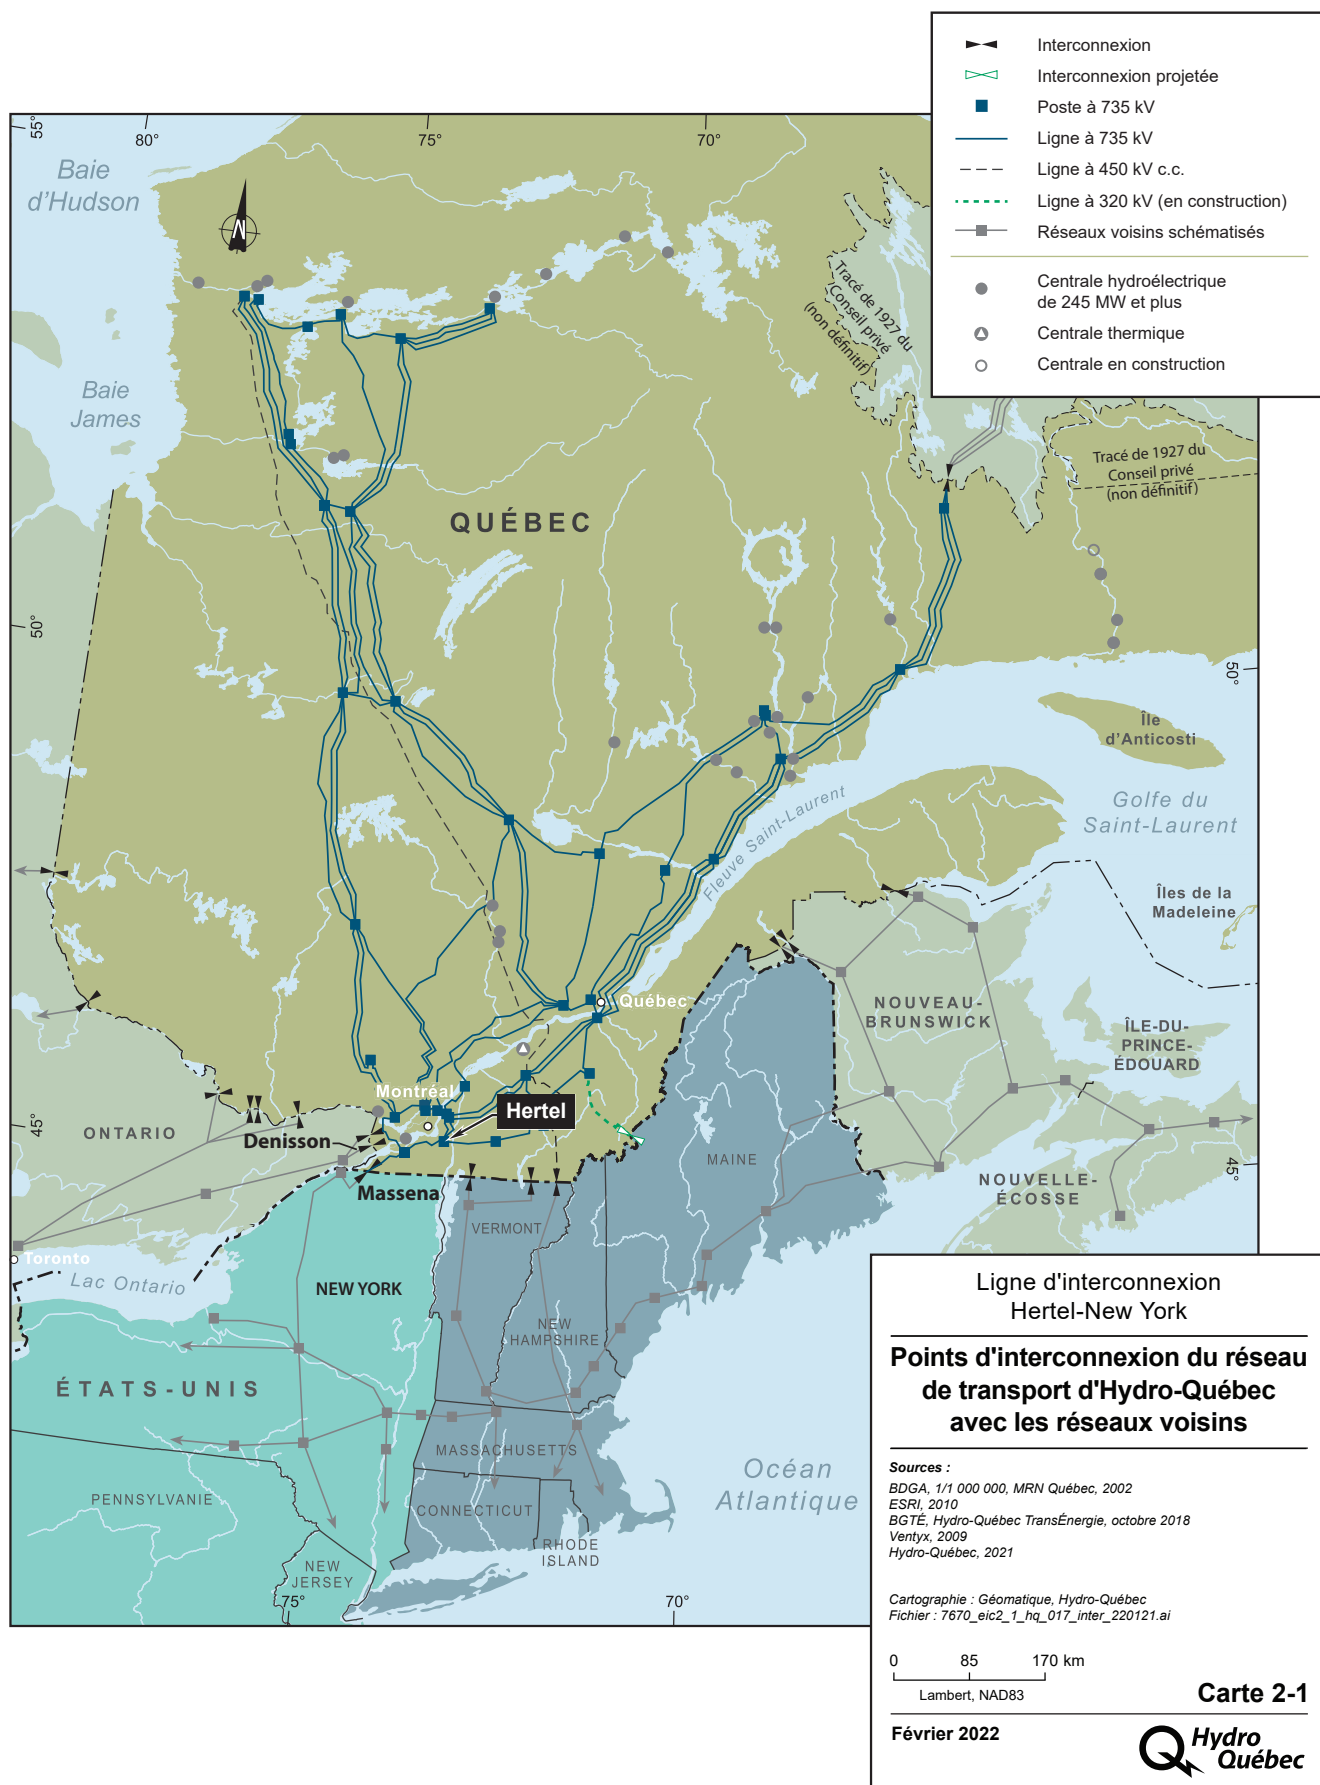 Interconnexion
Interconnexion projetée
Poste à 735 kV
Ligne à 735 kV
Ligne à 450 kV c.c.
Ligne à 320 kV (en construction)
Réseaux voisins schématisés
Centrale hydroélectrique
de 245 MW et plus
Centrale thermique
Centrale en construction
55°
80°
75°
70°
Baie
d'Hudson
N
Tracé de 1927 du
Conseil privé
(non définitif)
Baie
James
Tracé de 1927 du
Conseil privé
(non définitif)
QUÉBEC
50°
50°
Île
d'Anticosti
Golfe du
Saint-Laurent
Fleuve Saint-Laurent
Îles de la
Madeleine
Québec
NOUVEAU-
BRUNSWICK
ÎLE-DU-
PRINCE-
ÉDOUARD
Montréal
Hertel
45°
ONTARIO
Denisson
MAINE
45°
Massena
NOUVELLE-
ÉCOSSE
VERMONT
Toronto
Lac Ontario
NEW YORK
NEW
HAMPSHIRE
ÉTATS-UNIS
MASSACHUSETTS
Océan
Atlantique
PENNSYLVANIE
CONNECTICUT
RHODE
ISLAND
NEW
JERSEY
75°
70°
Ligne d'interconnexion
Hertel-New York
Points d'interconnexion du réseau
de transport d'Hydro-Québec
avec les réseaux voisins
Sources :
BDGA, 1/1 000 000, MRN Québec, 2002
ESRI, 2010
BGTÉ, Hydro-Québec TransÉnergie, octobre 2018
Ventyx, 2009
Hydro-Québec, 2021
Cartographie : Géomatique, Hydro-Québec
Fichier : 7670_eic2_1_hq_017_inter_220121.ai
0 85 170 km
Lambert, NAD83
Carte 2-1
Février 2022
Hydro
Québec